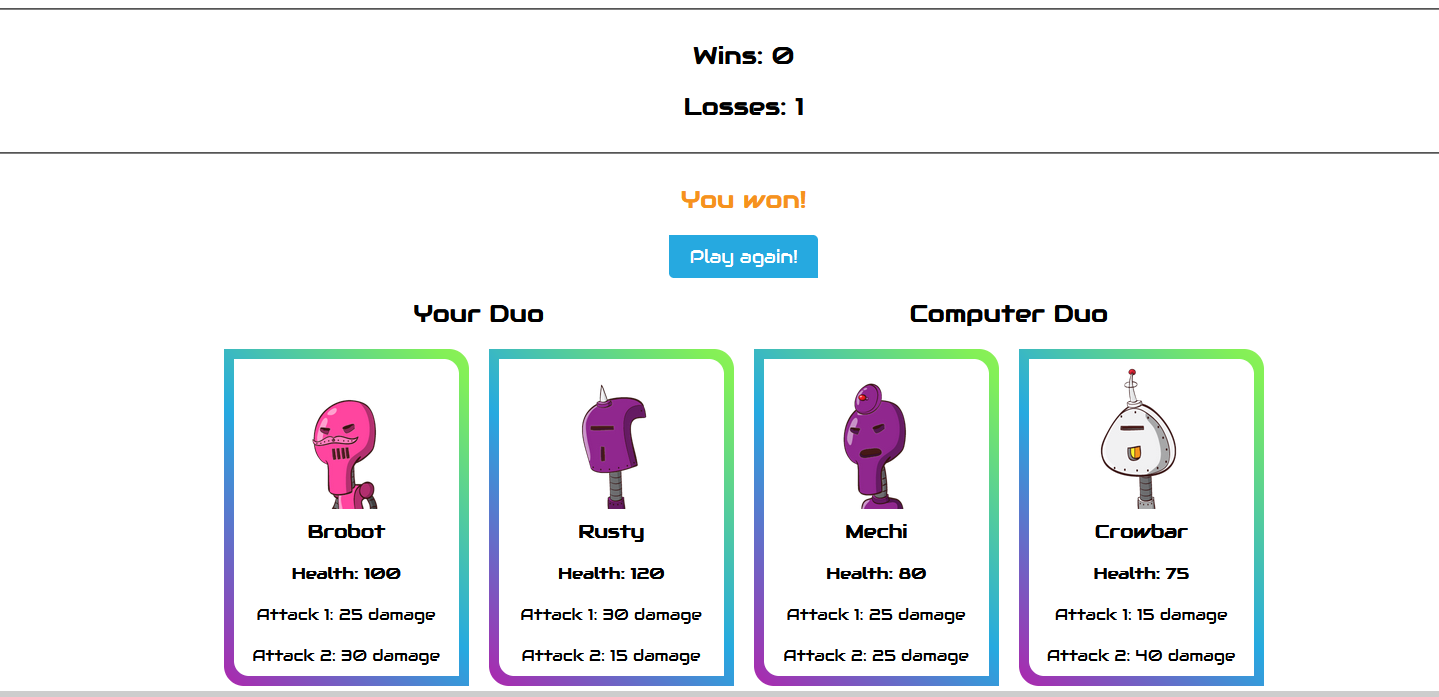 Wins: 0
Losses: 1
You won!
Play again!
Your Duo
Computer Duo
Brobot
Health: 100
Attack 1: 25 damage
Attack 2: 30 damage
Rusty
Health: 120
Attack 1: 30 damage
Attack 2: 15 damage
Mechi
Health: 80
Attack 1: 25 damage
Attack 2: 25 damage
Crowbar
Health: 75
Attack 1: 15 damage
Attack 2: 40 damage